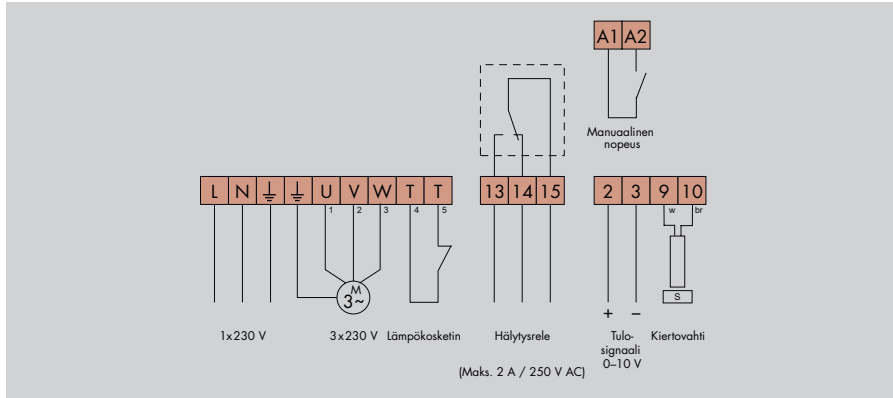 A1 A2
Manuaalinen
nopeus
L N U V W T T
1 2 3 4 5
13 14 15
2 3 9 10
w br
M
3~
S
+ –
1x230 V
3x230 V
Lämpökosketin
Hälytysrele
(Maks. 2 A / 250 V AC)
Tulo-
signaali
0–10 V
Kiertovahti